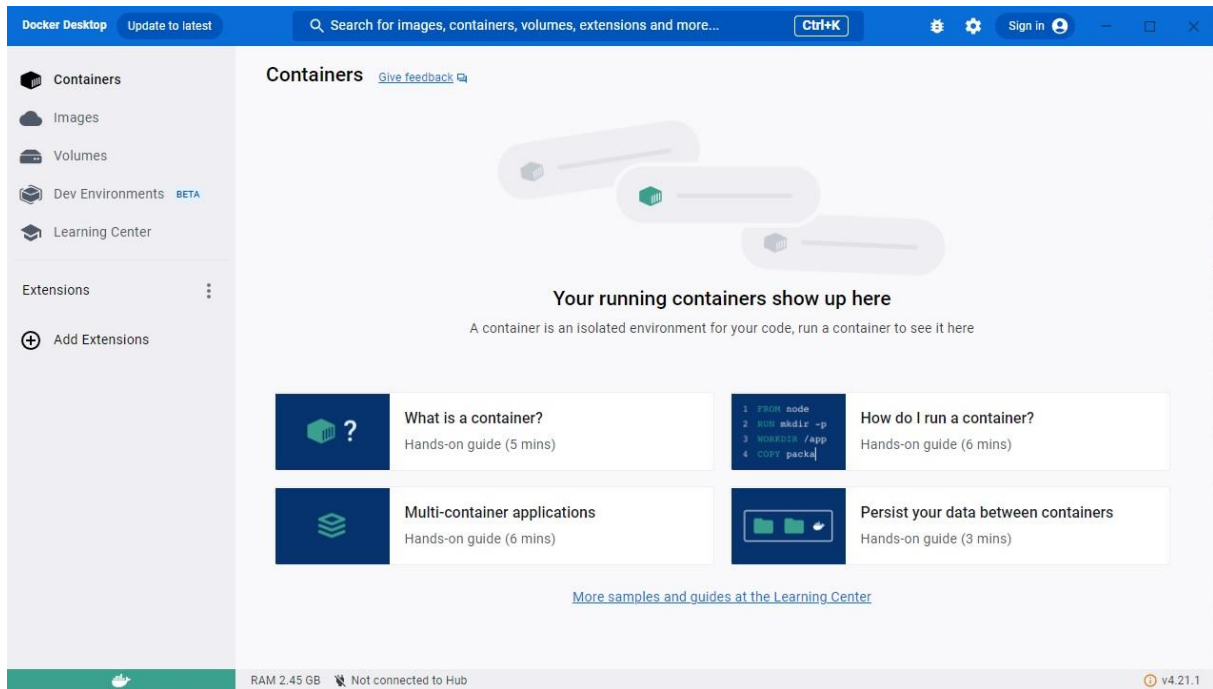 Docker Desktop Update to latest Search for images, containers, volumes, extensions and more... Ctrl+K Sign in
Containers
Images
Volumes
Dev Environments BETA
Learning Center
Extensions
Add Extensions
Containers Give feedback
Your running containers show up here
A container is an isolated environment for your code, run a container to see it here
?
What is a container?
Hands-on guide (5 mins)
1 FROM node
2 RUN mkdir -p
3 WORKDIR /app
4 COPY packa
How do I run a container?
Hands-on guide (6 mins)
Multi-container applications
Hands-on guide (6 mins)
Persist your data between containers
Hands-on guide (3 mins)
More samples and guides at the Learning Center
RAM 2.45 GB Not connected to Hub v4.21.1